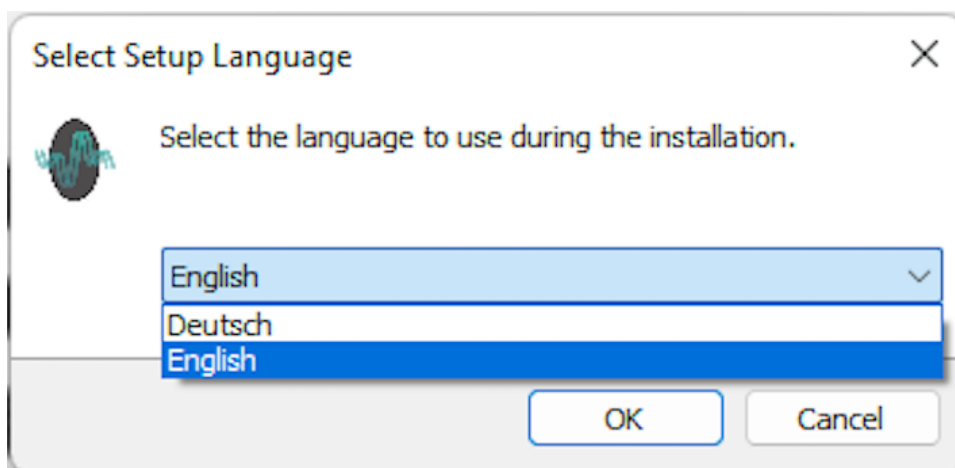 Select Setup Language
Select the language to use during the installation.
English
Deutsch
English
OK
Cancel